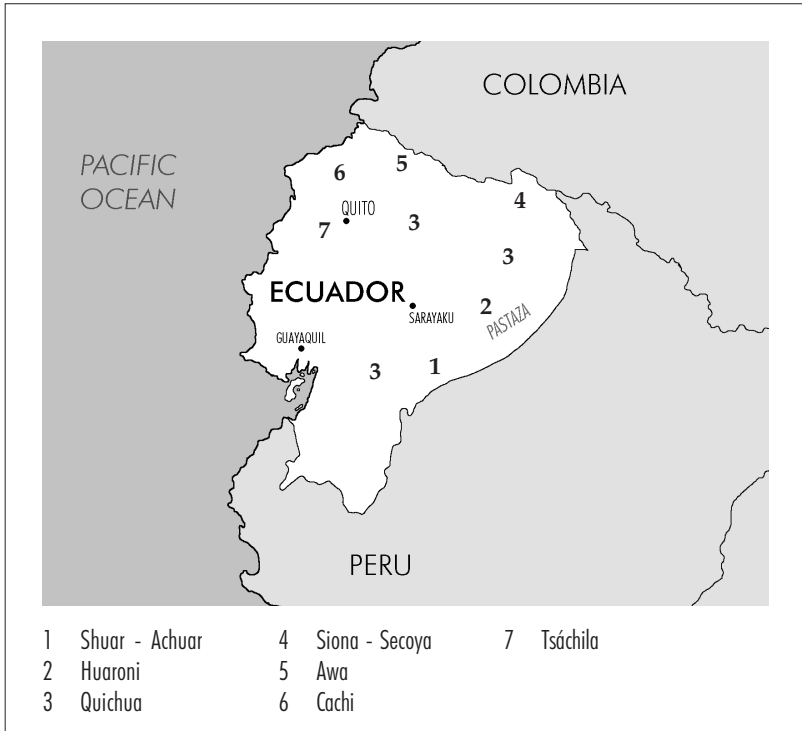 COLOMBIA
PACIFIC
OCEAN
5
6
4
QUITO
3
7
3
ECUADOR
2
SARAYAKU
PASTAZA
GUAYAQUIL
1
3
PERU
1 Shuar - Achuar
2 Huaroni
3 Quichua
4 Siona - Secoya
5 Awa
6 Cachi
7 Tsáchila